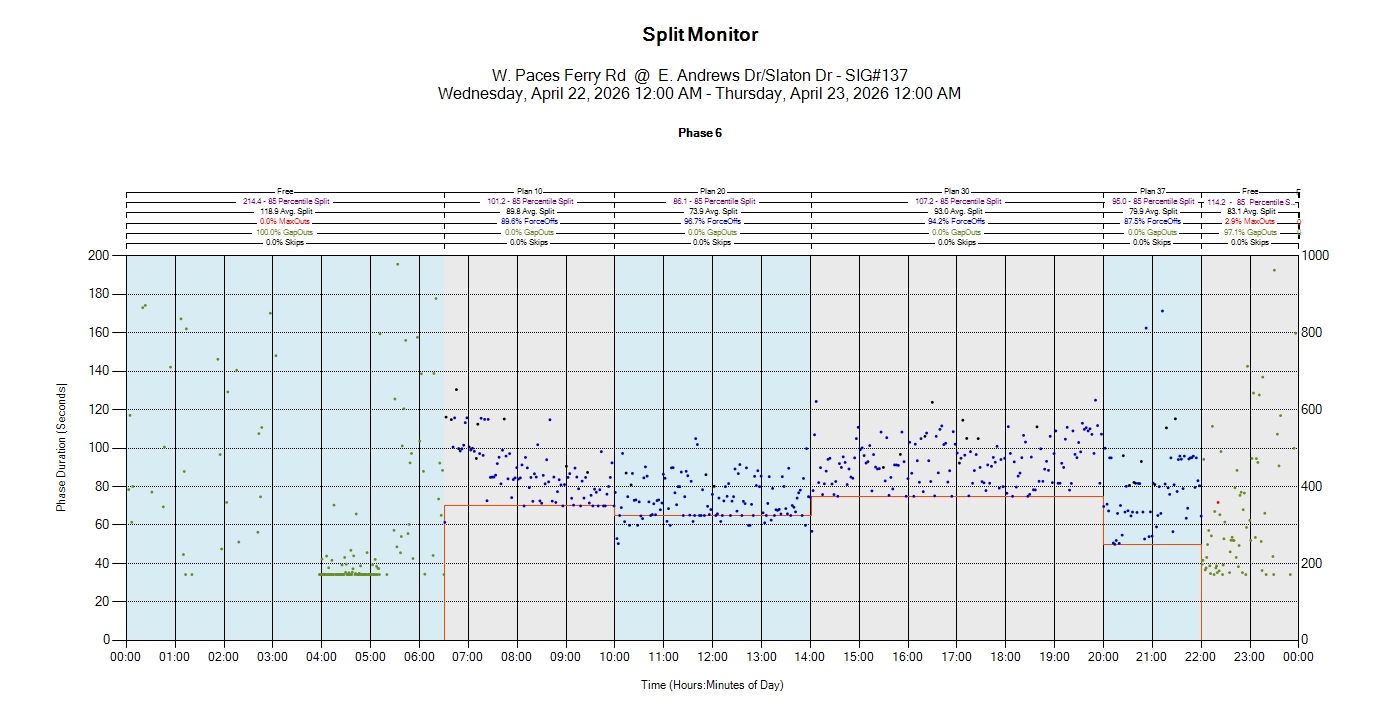 Split Monitor
W. Paces Ferry Rd @ E. Andrews Dr/Slaton Dr - SIG#137
Wednesday, April 22, 2026 12:00 AM - Thursday, April 23, 2026 12:00 AM
Phase 6
Free Plan 10 Plan 20 Plan 30 Plan 37 Free F
214.4 - 85 Percentile Split 101.2 - 85 Percentile Split 86.1 - 85 Percentile Split 107.2 - 85 Percentile Split 95.0 - 85 Percentile Split 114.2 - 85 Percentile S...
118.9 Avg. Split 89.8 Avg. Split 73.9 Avg. Split 93.0 Avg. Split 79.9 Avg. Split 83.1 Avg. Split
0.0% MaxOuts 89.6% ForceOffs 96.7% ForceOffs 94.2% ForceOffs 87.5% ForceOffs 2.9% MaxOuts
100.0% GapOuts 0.0% GapOuts 0.0% GapOuts 0.0% GapOuts 0.0% GapOuts 97.1% GapOuts
0.0% Skips 0.0% Skips 0.0% Skips 0.0% Skips 0.0% Skips 0.0% Skips
200 1000
180
160 800
140
120 600
100
80 400
60
40 200
20
0 0
Phase Duration (Seconds)
00:00 01:00 02:00 03:00 04:00 05:00 06:00 07:00 08:00 09:00 10:00 11:00 12:00 13:00 14:00 15:00 16:00 17:00 18:00 19:00 20:00 21:00 22:00 23:00 00:00
Time (Hours:Minutes of Day)